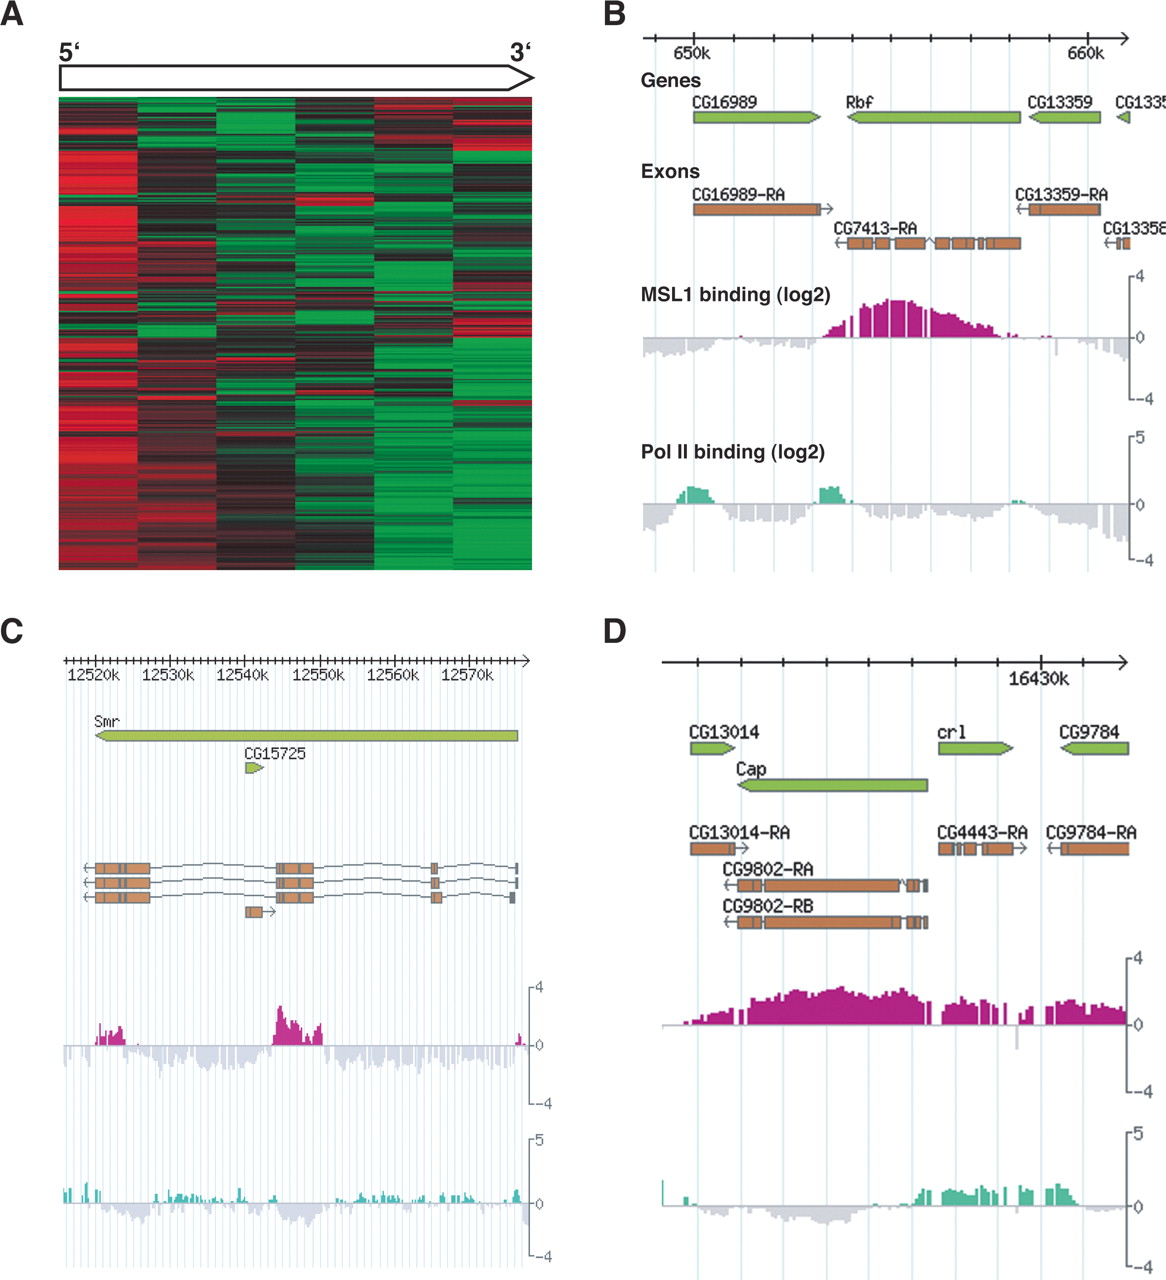 A
5‘ 3‘
B
650k 660k
Genes
CG16989 Rbf CG13359 CG1335
Exons
CG16989-RA CG13359-RA
CG7413-RA CG13358
4
MSL1 binding (log2)
0
-4
5
Pol II binding (log2)
0
-4
C
12520k 12530k 12540k 12550k 12560k 12570k
Smr
CG15725
4
0
-4
5
0
-4
D
16430k
CG13014 crl CG9784
Cap
CG13014-RA CG4443-RA CG9784-RA
CG9802-RA
CG9802-RB
4
0
-4
5
0
-4